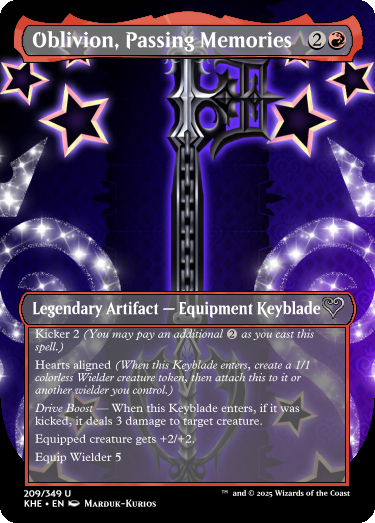 Oblivion, Passing Memories 2
Legendary Artifact — Equipment Keyblade
Kicker 2 (You may pay an additional 2 as you cast this
spell.)
Hearts aligned (When this Keyblade enters, create a 1/1
colorless Wielder creature token, then attach this to it or
another wielder you control.)
Drive Boost — When this Keyblade enters, if it was
kicked, it deals 3 damage to target creature.
Equipped creature gets +2/+2.
Equip Wielder 5
209/349 U
KHE • EN Marduk-Kurios
™ and © 2025 Wizards of the Coast